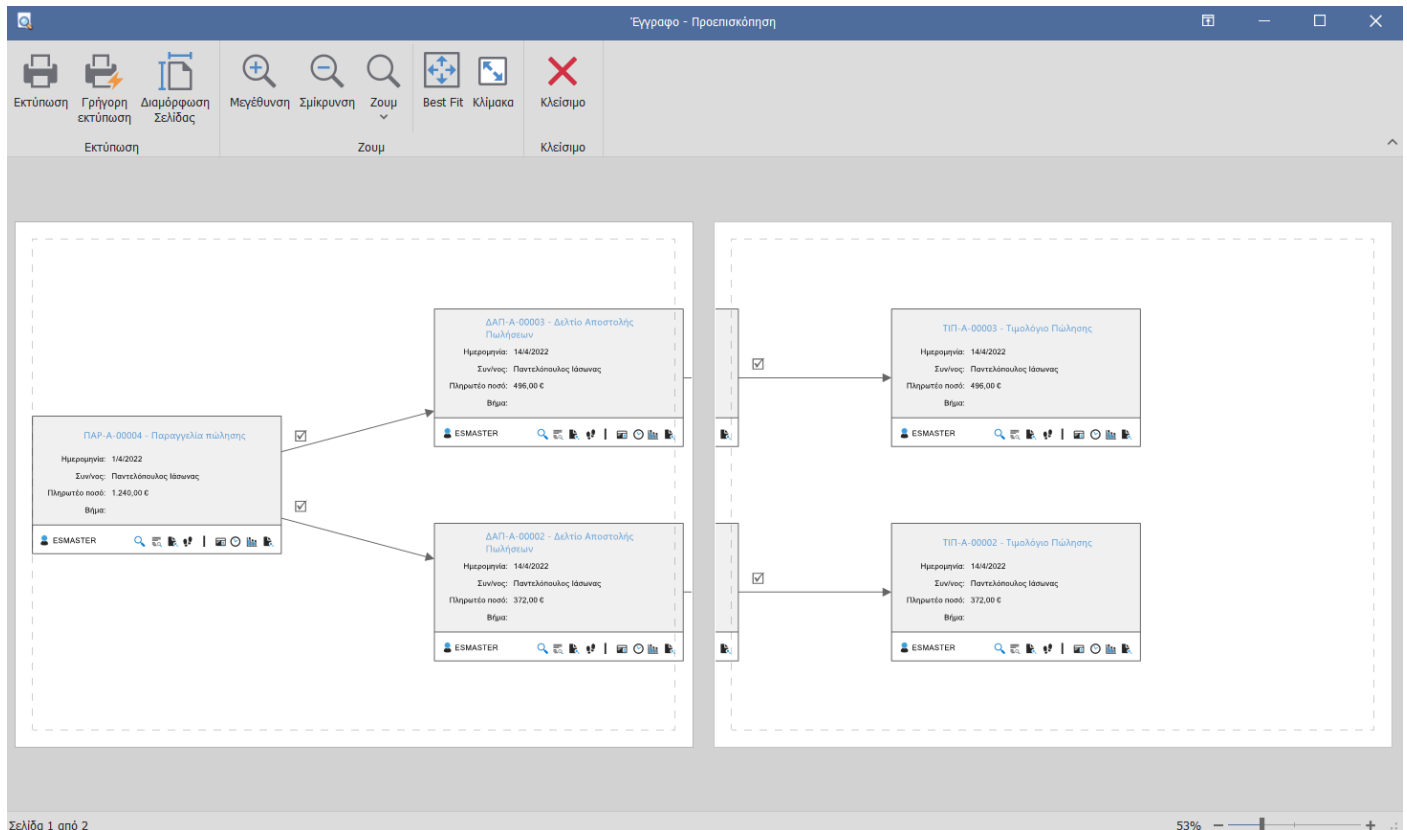 Έγγραφο - Προεπισκόπηση
Εκτύπωση
Γρήγορη
εκτύπωση
Διαμόρφωση
Σελίδας
Μεγέθυνση
Σμίκρυνση
Ζουμ
Best Fit
Κλίμακα
Κλείσιμο
Εκτύπωση
Ζουμ
Κλείσιμο
ΠΑΡ-Α-00004 - Παραγγελία πώλησης
Ημερομηνία: 1/4/2022
Συν/νος: Παντελόπουλος Ιάσωνας
Πληρωτέο ποσό: 1.240,00 €
Βήμα:
ESMASTER
ΔΑΠ-Α-00003 - Δελτίο Αποστολής
Πωλήσεων
Ημερομηνία: 14/4/2022
Συν/νος: Παντελόπουλος Ιάσωνας
Πληρωτέο ποσό: 496,00 €
Βήμα:
ESMASTER
ΔΑΠ-Α-00002 - Δελτίο Αποστολής
Πωλήσεων
Ημερομηνία: 14/4/2022
Συν/νος: Παντελόπουλος Ιάσωνας
Πληρωτέο ποσό: 372,00 €
Βήμα:
ESMASTER
ΤΙΠ-Α-00003 - Τιμολόγιο Πώλησης
Ημερομηνία: 14/4/2022
Συν/νος: Παντελόπουλος Ιάσωνας
Πληρωτέο ποσό: 496,00 €
Βήμα:
ESMASTER
ΤΙΠ-Α-00002 - Τιμολόγιο Πώλησης
Ημερομηνία: 14/4/2022
Συν/νος: Παντελόπουλος Ιάσωνας
Πληρωτέο ποσό: 372,00 €
Βήμα:
ESMASTER
Σελίδα 1 από 2
53%